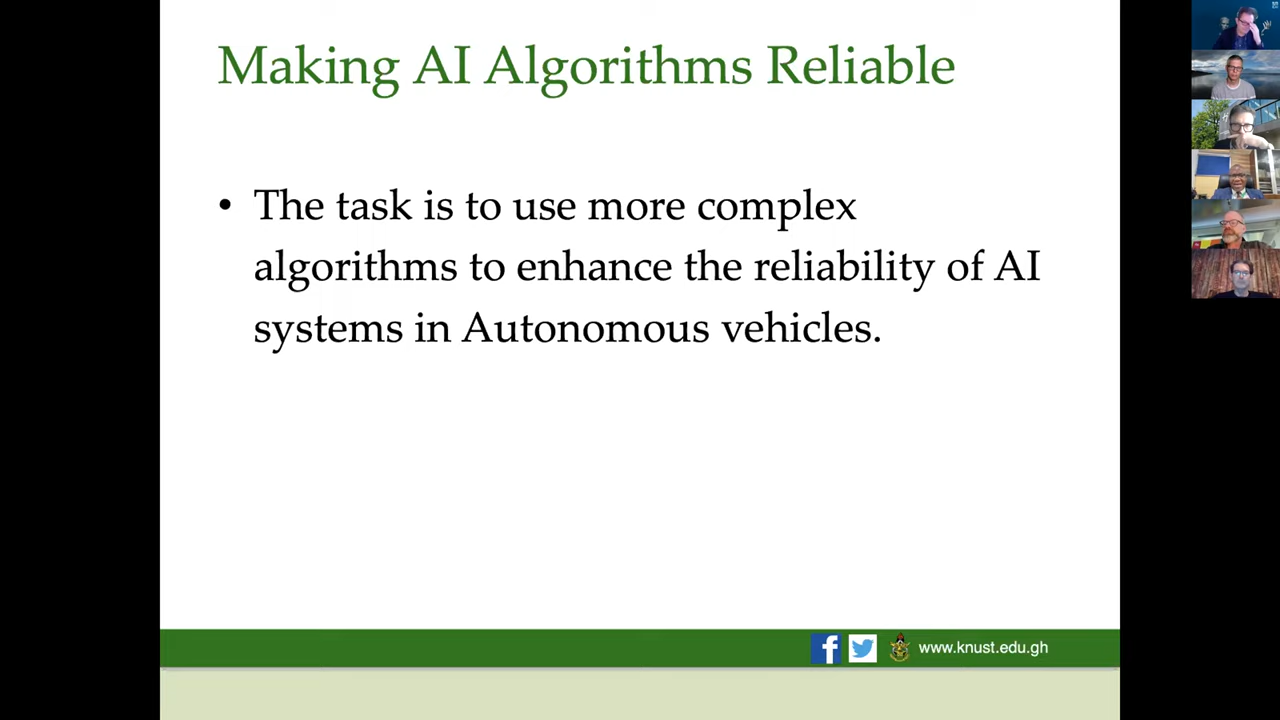 Making AI Algorithms Reliable
• The task is to use more complex
algorithms to enhance the reliability of AI
systems in Autonomous vehicles.
www.knust.edu.gh